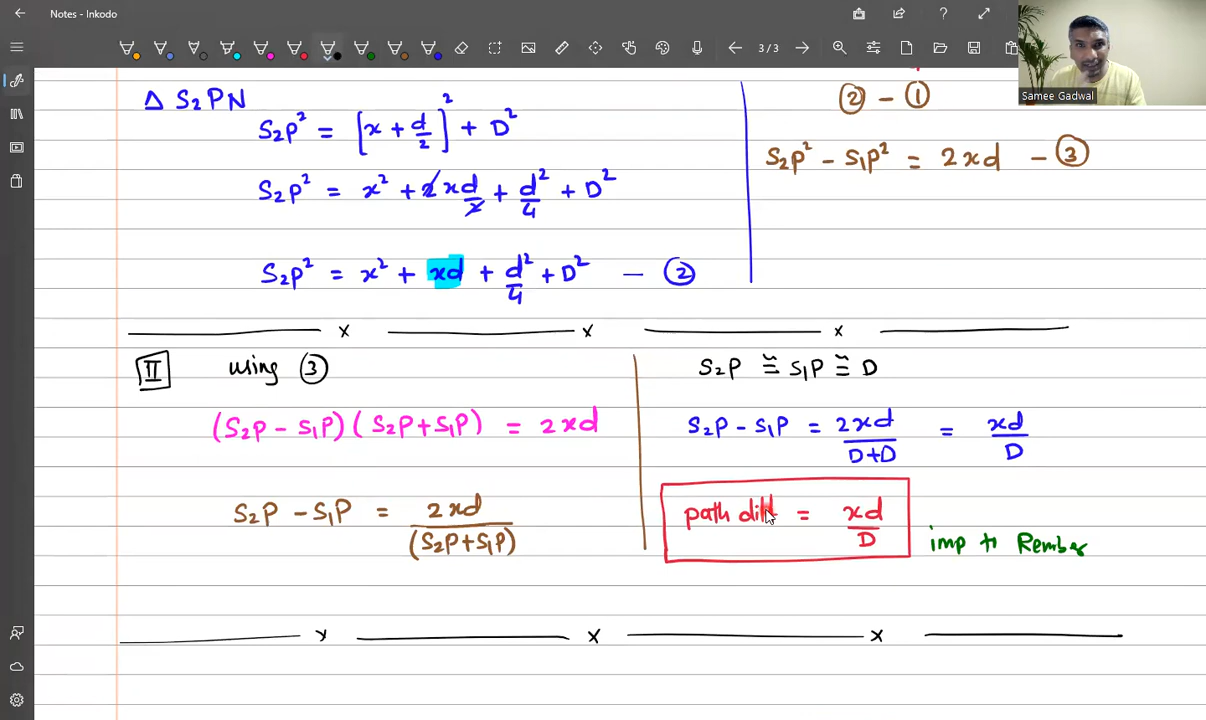 Notes - Inkodo
3/3
Samee Gadwal
Δ S₂PN
S₂P² = [x + d/2]² + D²
S₂P² = x² + 2xd/2 + d²/4 + D²
S₂P² = x² + xd + d²/4 + D² — ②
② - ①
S₂P² - S₁P² = 2xd - ③
x x x
II using ③
(S₂P - S₁P)(S₂P + S₁P) = 2xd
S₂P - S₁P = 2xd/(S₂P + S₁P)
S₂P ≅ S₁P ≅ D
S₂P - S₁P = 2xd/D+D = xd/D
path diff = xd/D
imp to Rember
x x x